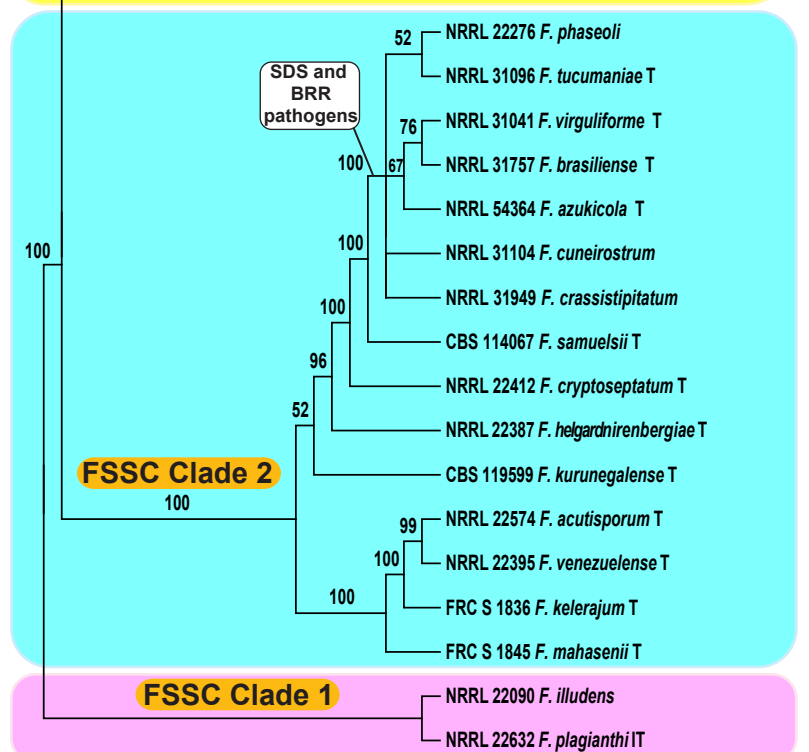 52
NRRL 22276 F. phaseoli
NRRL 31096 F. tucumaniae T
SDS and
BRR
pathogens
76
NRRL 31041 F. virguliforme T
100
67
NRRL 31757 F. brasiliense T
NRRL 54364 F. azukicola T
100
100
NRRL 31104 F. cuneirostrum
100
NRRL 31949 F. crassistipitatum
CBS 114067 F. samuelsii T
96
NRRL 22412 F. cryptoseptatum T
52
NRRL 22387 F. helgardnirenbergiae T
FSSC Clade 2
CBS 119599 F. kurunegalense T
100
99
NRRL 22574 F. acutisporum T
100
NRRL 22395 F. venezuelense T
100
FRC S 1836 F. kelerajum T
FRC S 1845 F. mahasenii T
FSSC Clade 1
NRRL 22090 F. illudens
NRRL 22632 F. plagianthi IT